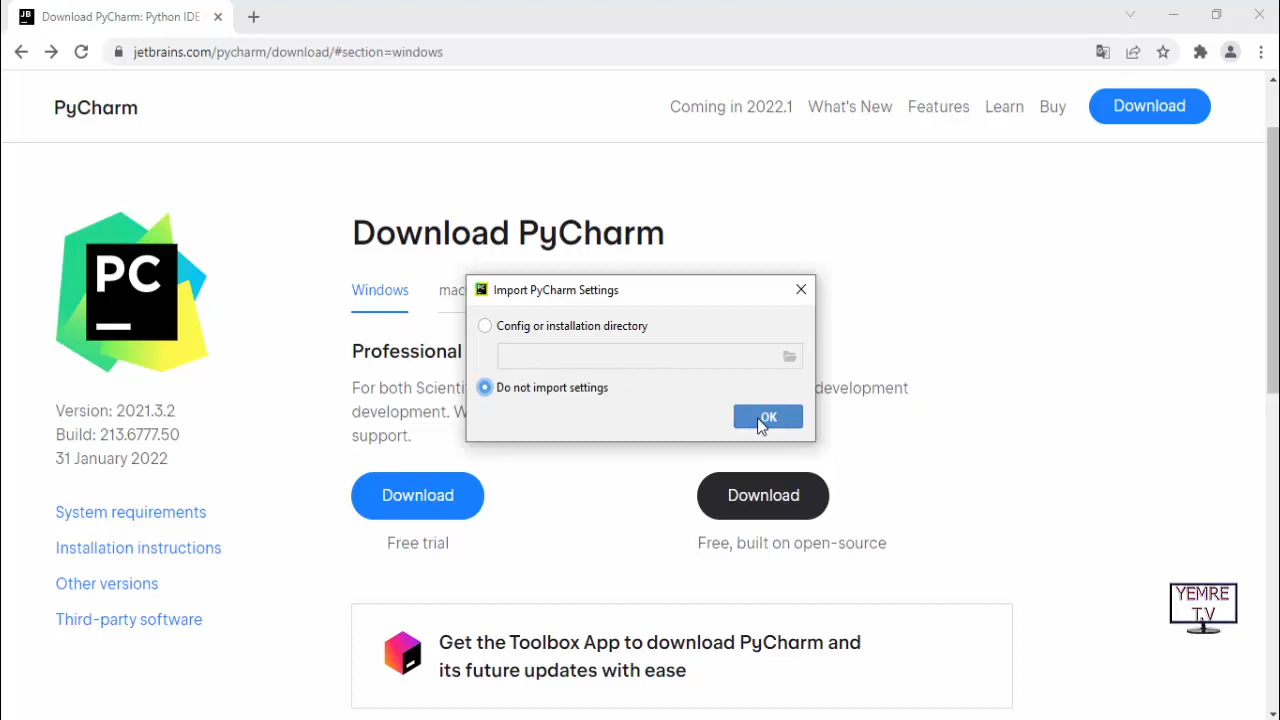 Download PyCharm: Python IDE
jetbrains.com/pycharm/download/#section=windows
PyCharm
Coming in 2022.1 What's New Features Learn Buy Download
PC
Download PyCharm
Windows mac
Import PyCharm Settings
Config or installation directory
Do not import settings
OK
Professional
For both Scienti development
development. W
support.
Version: 2021.3.2
Build: 213.6777.50
31 January 2022
Download Download
Free trial Free, built on open-source
System requirements
Installation instructions
Other versions
Third-party software
Get the Toolbox App to download PyCharm and
its future updates with ease
YEMRE
T.V